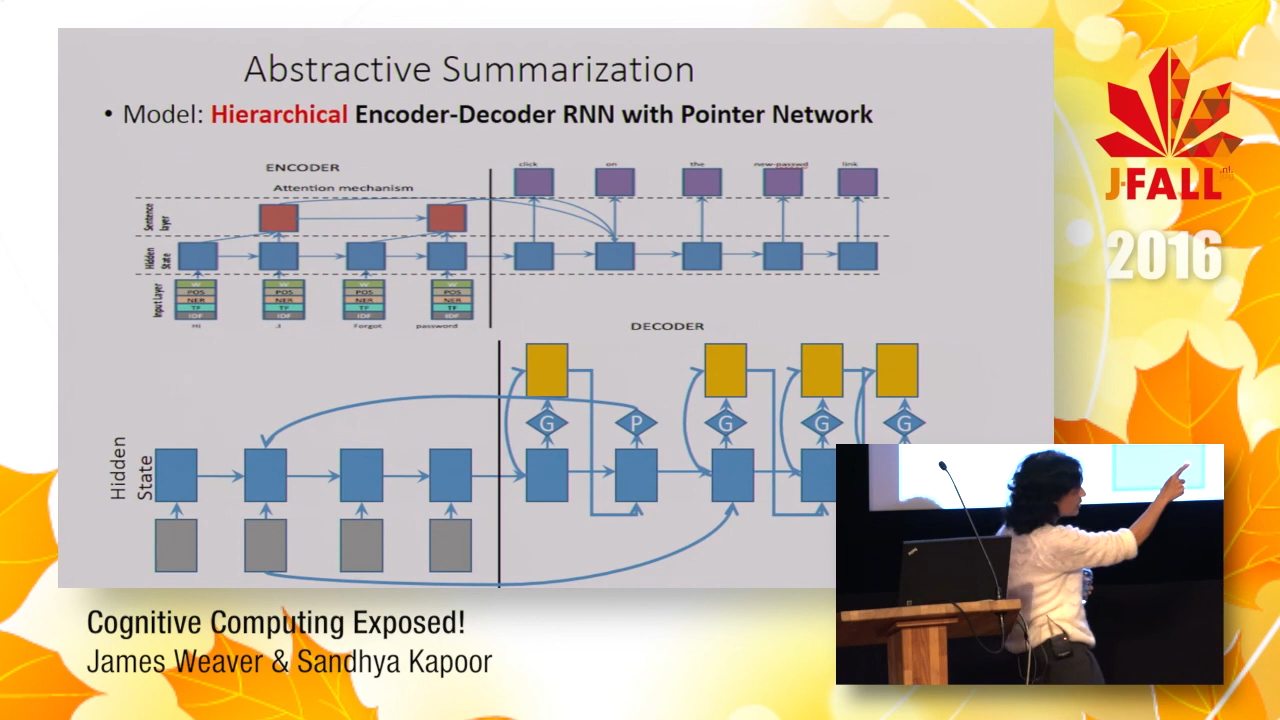 Abstractive Summarization
• Model: Hierarchical Encoder-Decoder RNN with Pointer Network
ENCODER
Attention mechanism
click on the new-passwd link
Sentence layer
Hidden State
Input Layer
W W W W
POS POS POS POS
NER NER NER NER
TF TF TF TF
IDF IDF IDF IDF
Hi .I Forgot password
DECODER
G P G G G
Hidden State
J-FALL .nl
2016
Cognitive Computing Exposed!
James Weaver & Sandhya Kapoor